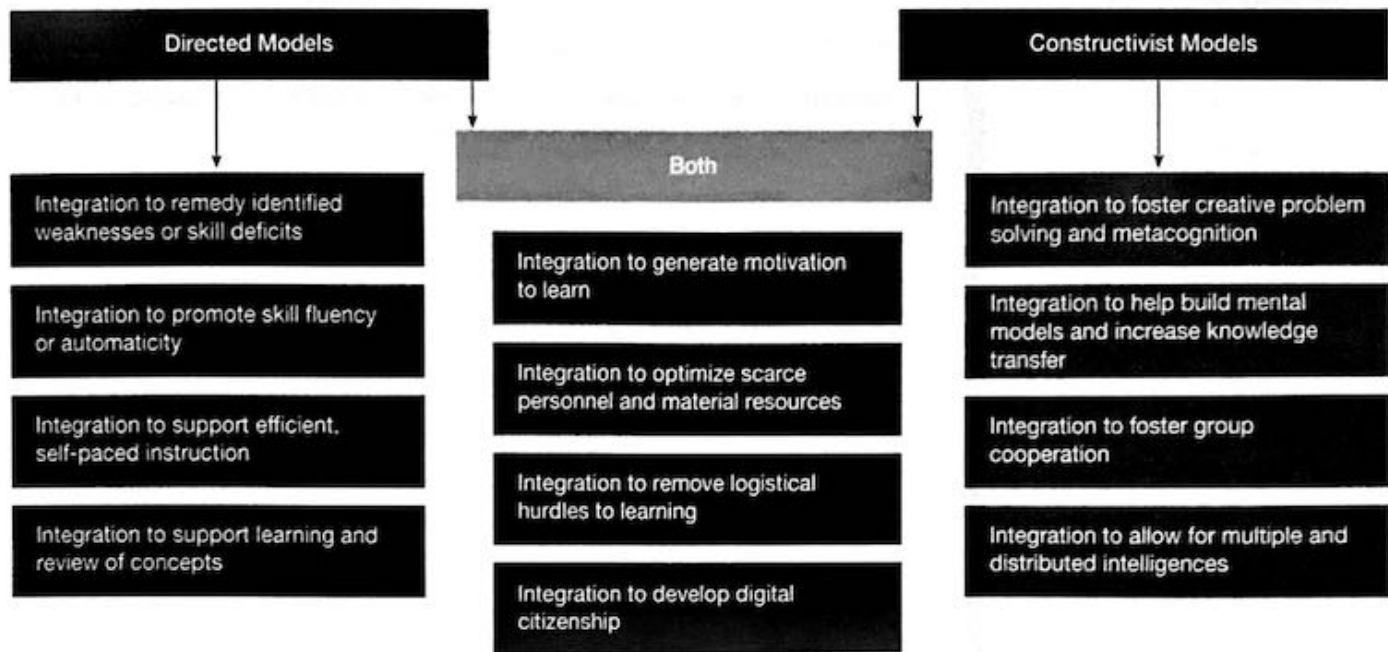 Directed Models
Constructivist Models
Both
Integration to remedy identified
weaknesses or skill deficits
Integration to promote skill fluency
or automaticity
Integration to support efficient,
self-paced instruction
Integration to support learning and
review of concepts
Integration to generate motivation
to learn
Integration to optimize scarce
personnel and material resources
Integration to remove logistical
hurdles to learning
Integration to develop digital
citizenship
Integration to foster creative problem
solving and metacognition
Integration to help build mental
models and increase knowledge
transfer
Integration to foster group
cooperation
Integration to allow for multiple and
distributed intelligences